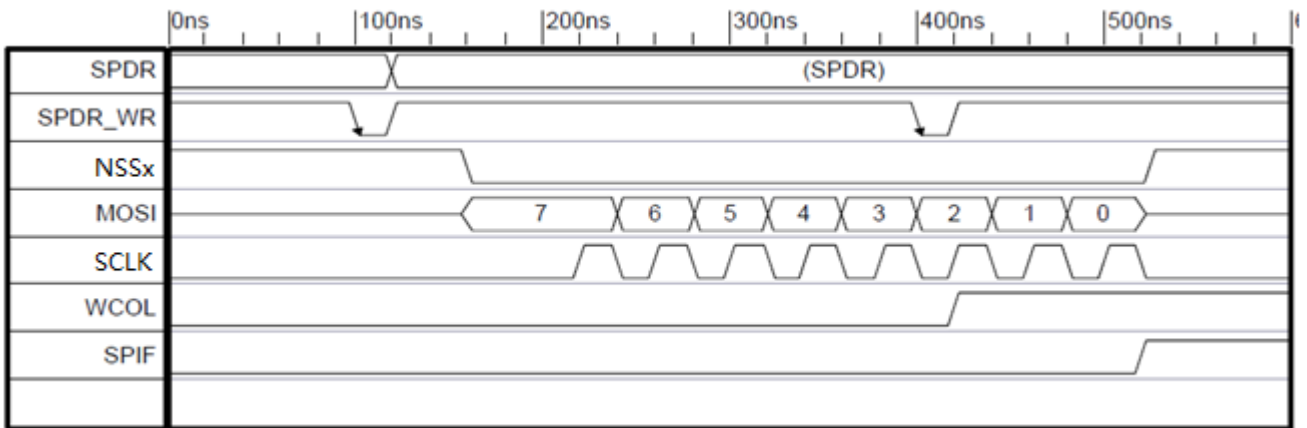 0ns 100ns 200ns 300ns 400ns 500ns
SPDR (SPDR)
SPDR_WR
NSSx
MOSI 7 6 5 4 3 2 1 0
SCLK
WCOL
SPIF